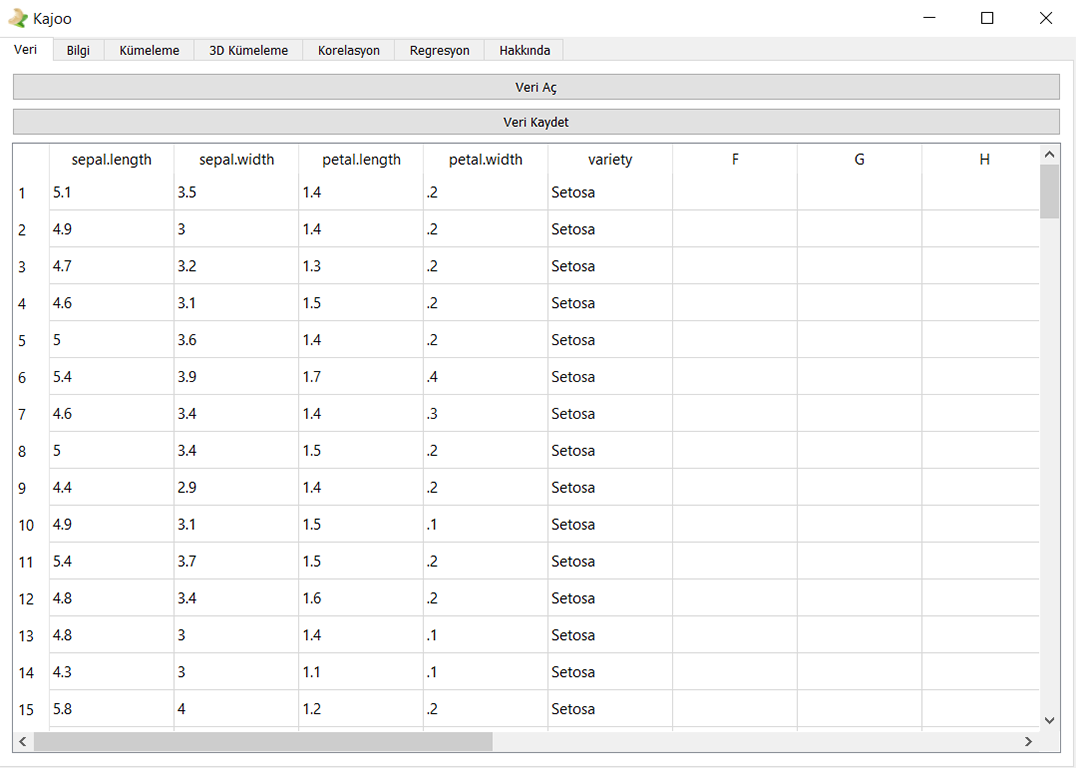 Kajoo
Veri Bilgi Kümeleme 3D Kümeleme Korelasyon Regresyon Hakkında
Veri Aç
Veri Kaydet
sepal.length sepal.width petal.length petal.width variety F G H
1 5.1 3.5 1.4 .2 Setosa
2 4.9 3 1.4 .2 Setosa
3 4.7 3.2 1.3 .2 Setosa
4 4.6 3.1 1.5 .2 Setosa
5 5 3.6 1.4 .2 Setosa
6 5.4 3.9 1.7 .4 Setosa
7 4.6 3.4 1.4 .3 Setosa
8 5 3.4 1.5 .2 Setosa
9 4.4 2.9 1.4 .2 Setosa
10 4.9 3.1 1.5 .1 Setosa
11 5.4 3.7 1.5 .2 Setosa
12 4.8 3.4 1.6 .2 Setosa
13 4.8 3 1.4 .1 Setosa
14 4.3 3 1.1 .1 Setosa
15 5.8 4 1.2 .2 Setosa